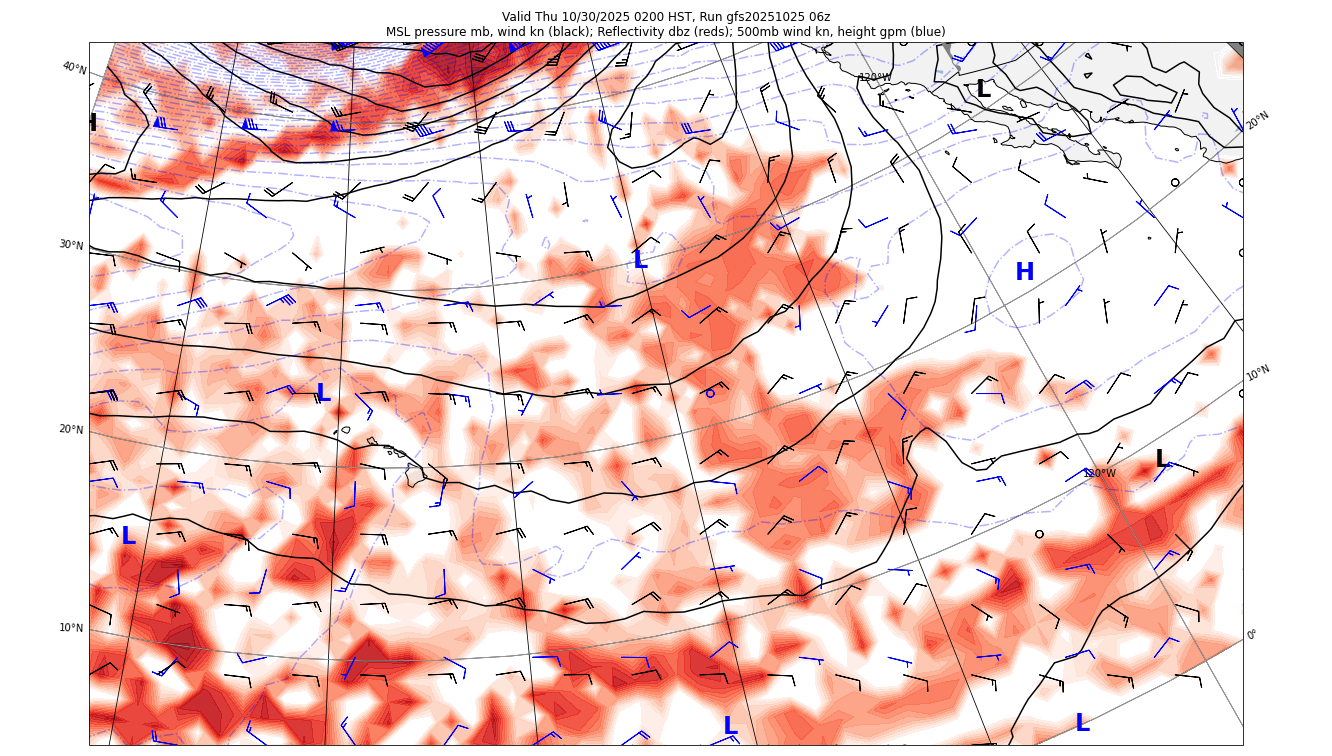 Valid Thu 10/30/2025 0200 HST, Run gfs20251025 06z
MSL pressure mb, wind kn (black); Reflectivity dbz (reds); 500mb wind kn, height gpm (blue)
40°N
120°W
L
20°N
H
30°N
L
H
10°N
L
20°N
L
120°W
L
10°N
0°
L
L